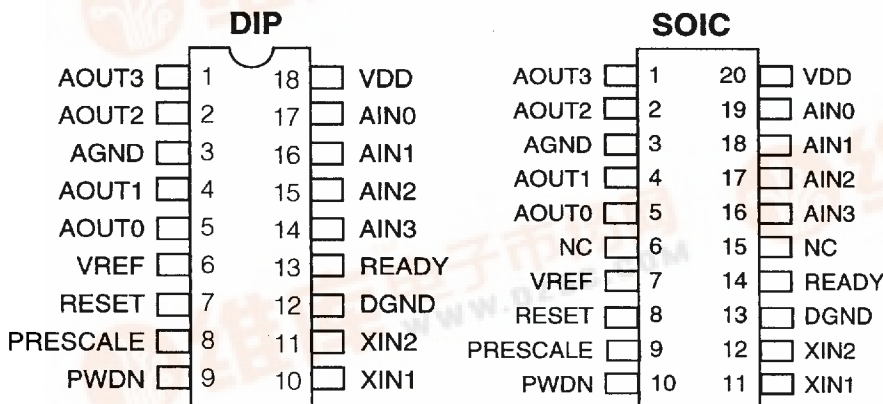 DIP
AOUT3 1 18 VDD
AOUT2 2 17 AIN0
AGND 3 16 AIN1
AOUT1 4 15 AIN2
AOUT0 5 14 AIN3
VREF 6 13 READY
RESET 7 12 DGND
PRESCALE 8 11 XIN2
PWDN 9 10 XIN1
SOIC
AOUT3 1 20 VDD
AOUT2 2 19 AIN0
AGND 3 18 AIN1
AOUT1 4 17 AIN2
AOUT0 5 16 AIN3
NC 6 15 NC
VREF 7 14 READY
RESET 8 13 DGND
PRESCALE 9 12 XIN2
PWDN 10 11 XIN1